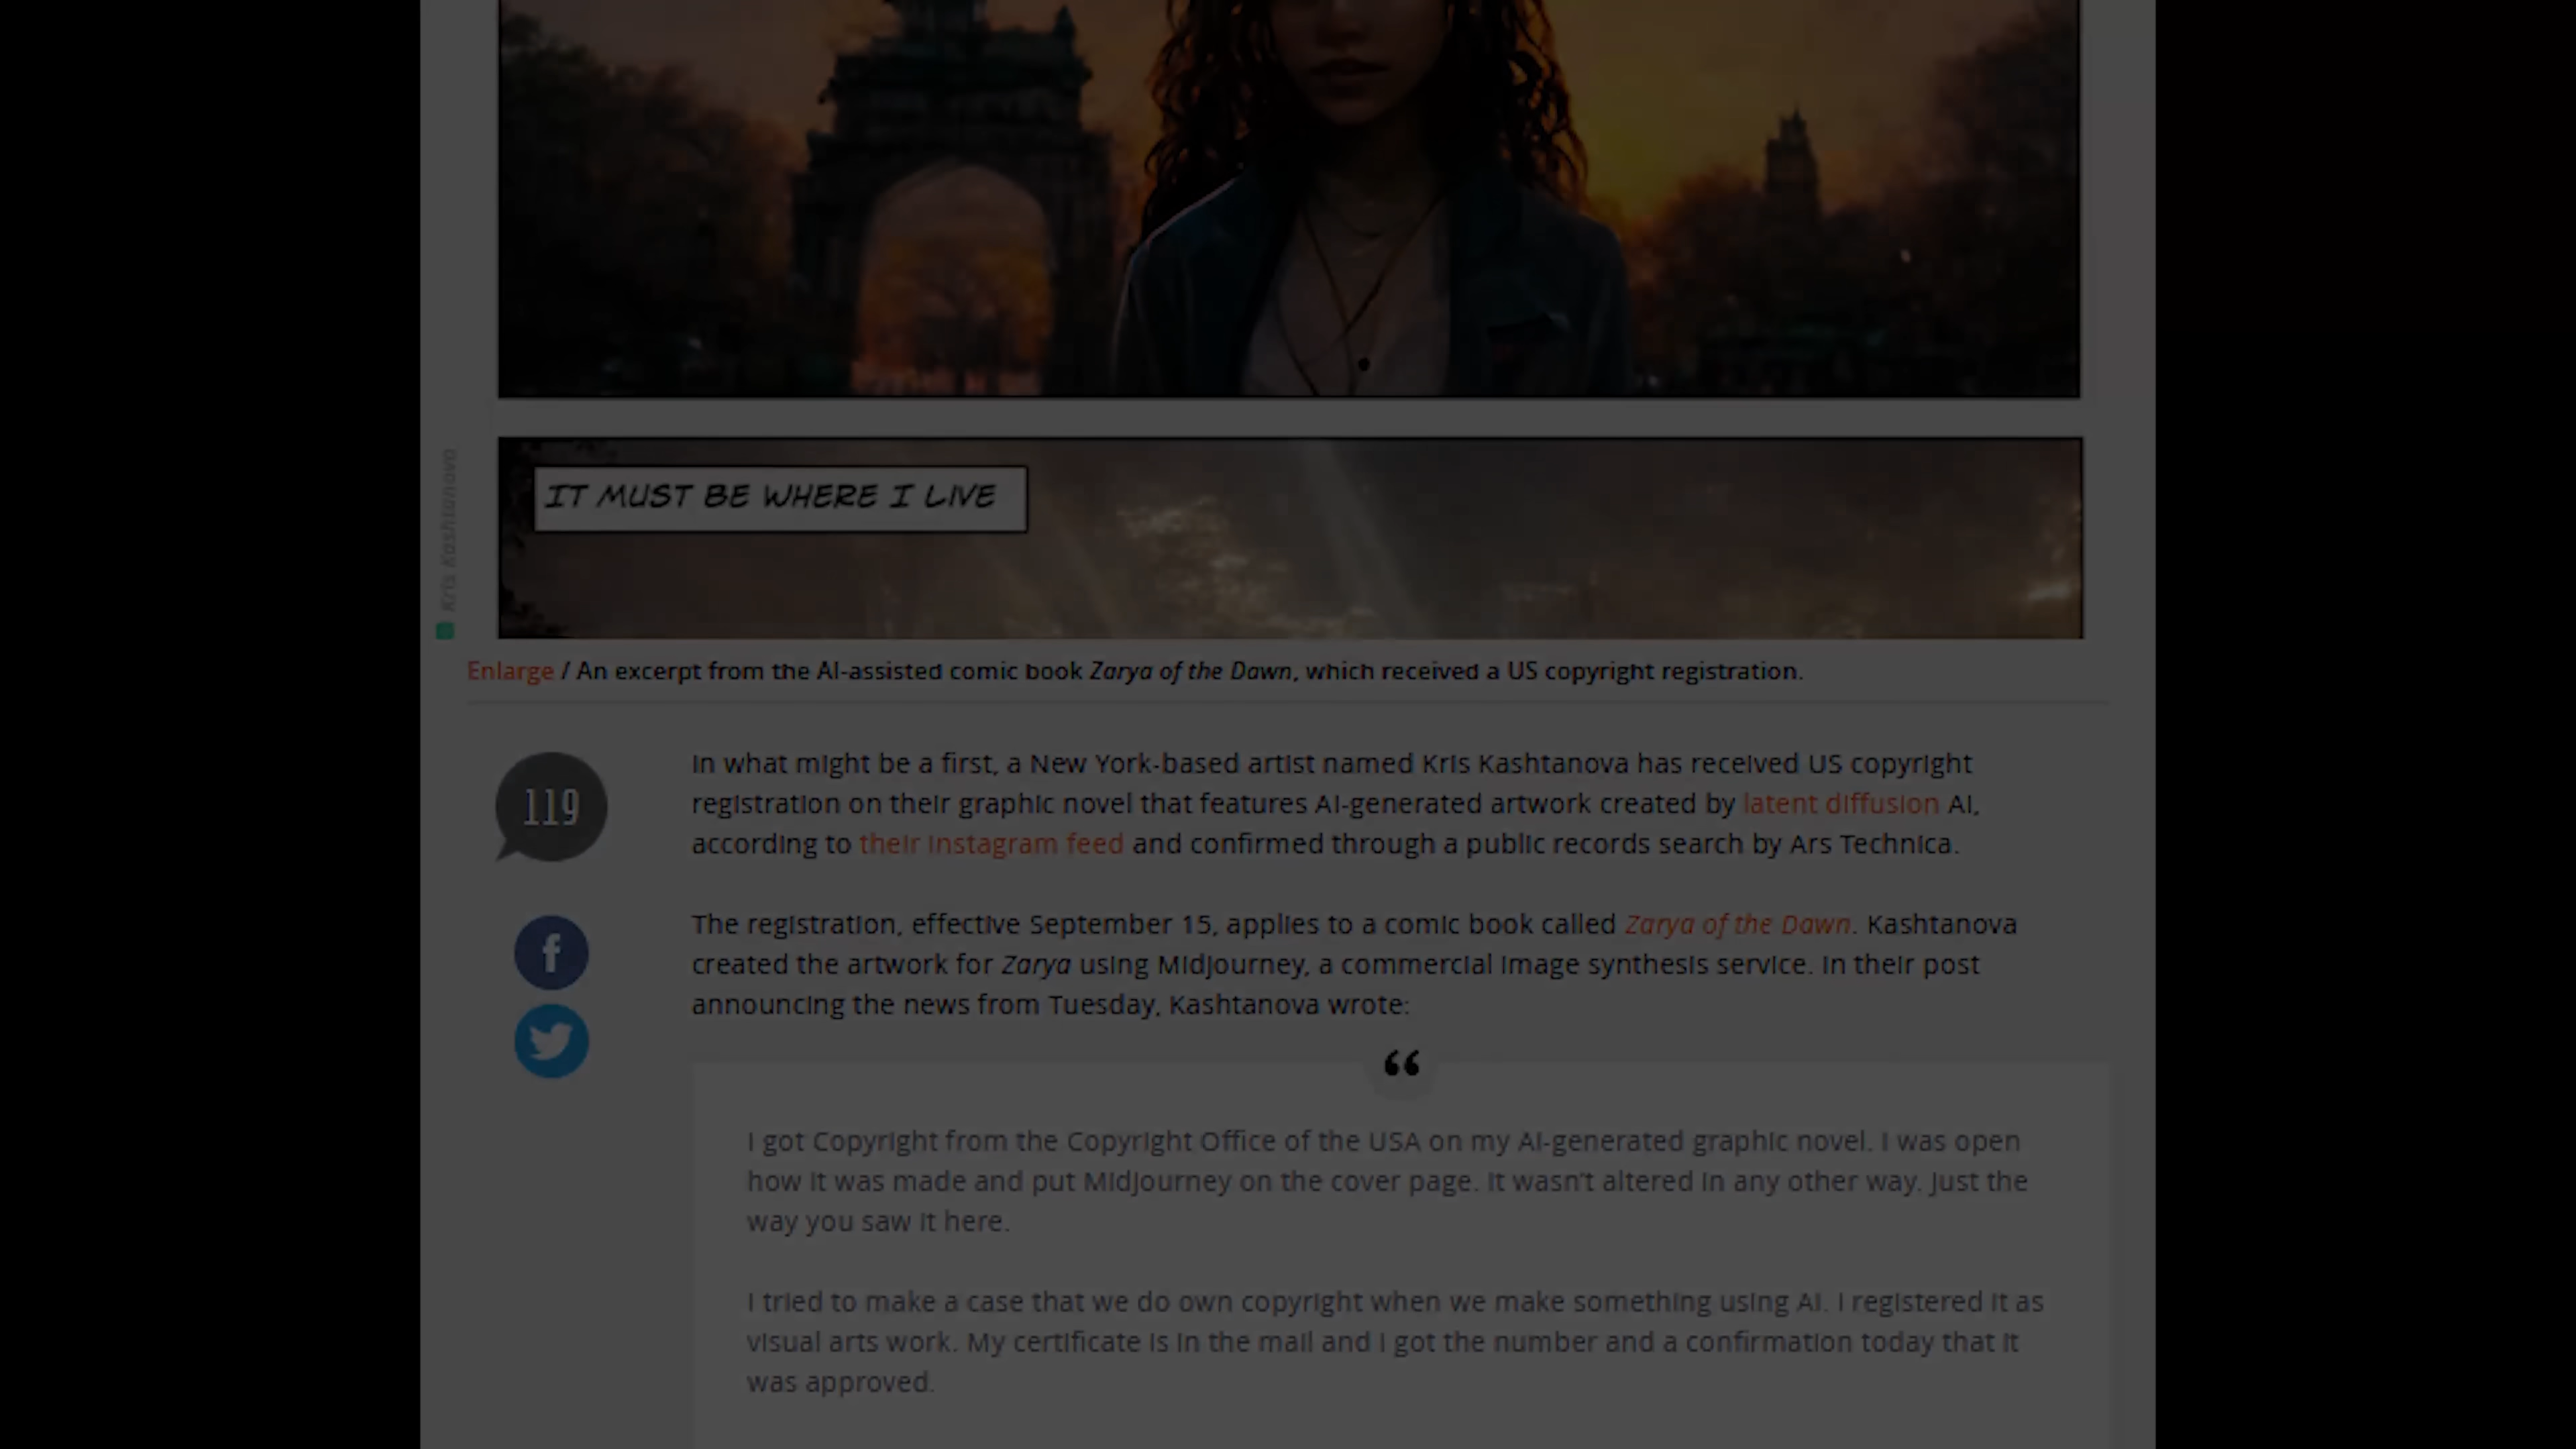 IT MUST BE WHERE I LIVE
Kris Kashtanova
Enlarge / An excerpt from the AI-assisted comic book Zarya of the Dawn, which received a US copyright registration.
119
In what might be a first, a New York-based artist named Kris Kashtanova has received US copyright
registration on their graphic novel that features AI-generated artwork created by latent diffusion AI,
according to their Instagram feed and confirmed through a public records search by Ars Technica.
The registration, effective September 15, applies to a comic book called Zarya of the Dawn. Kashtanova
created the artwork for Zarya using Midjourney, a commercial image synthesis service. In their post
announcing the news from Tuesday, Kashtanova wrote:
“
I got Copyright from the Copyright Office of the USA on my AI-generated graphic novel. I was open
how it was made and put Midjourney on the cover page. It wasn't altered in any other way. Just the
way you saw it here.
I tried to make a case that we do own copyright when we make something using AI. I registered it as
visual arts work. My certificate is in the mail and I got the number and a confirmation today that it
was approved.